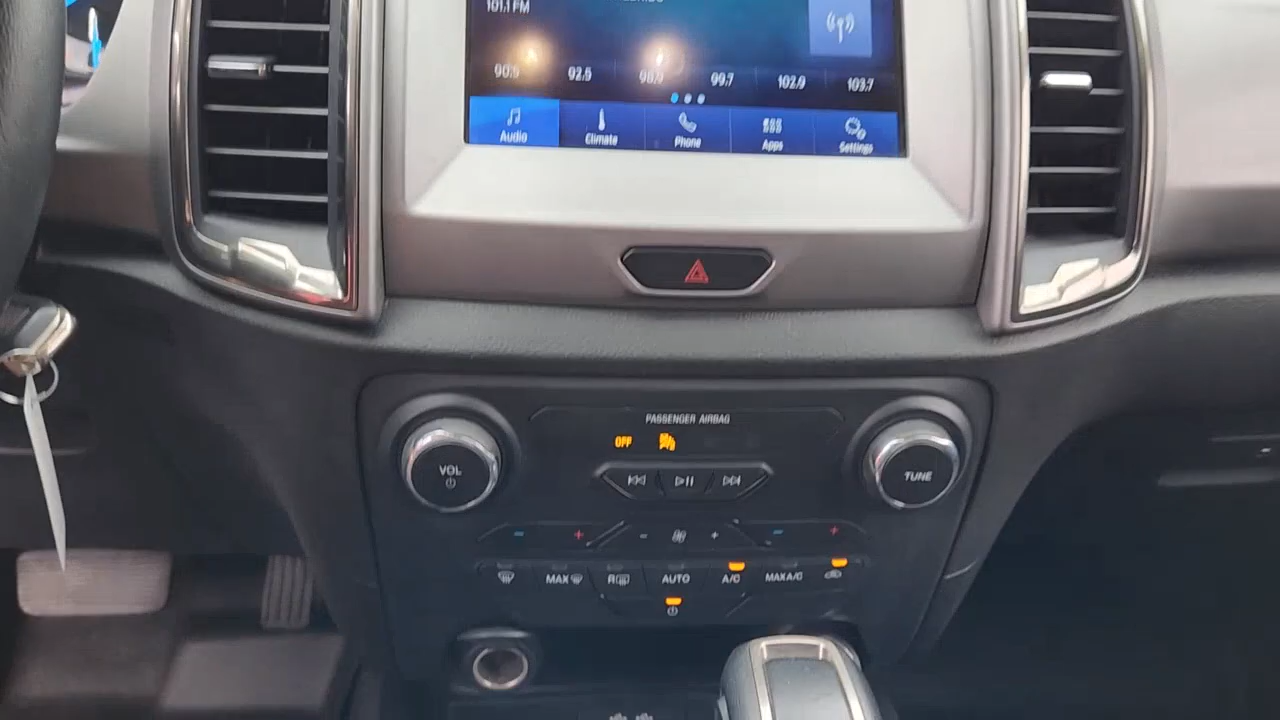 101.1 FM
90.5 92.5 98.9 99.7 102.9 103.7
Audio Climate Phone Apps Settings
PASSENGER AIRBAG
OFF
VOL
TUNE
MAX R AUTO A/C MAX A/C